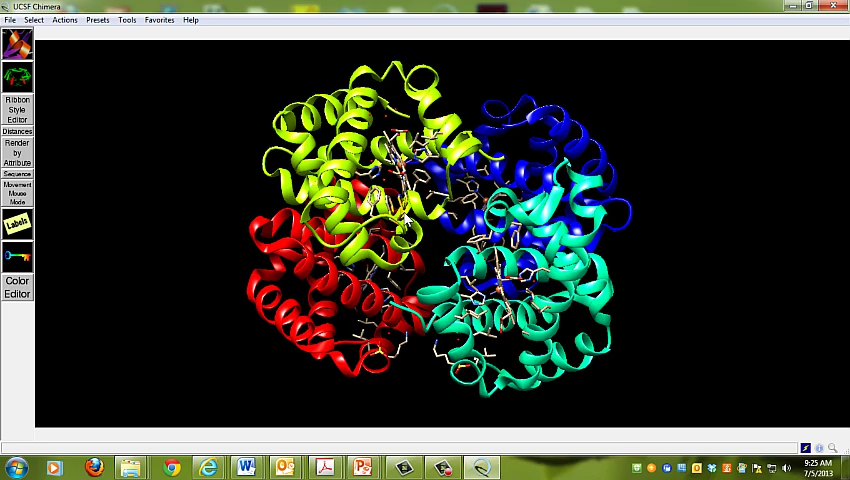 UCSF Chimera
File Select Actions Presets Tools Favorites Help
Ribbon
Style
Editor
Distances
Render
by
Attribute
Sequence
Movement
Mouse
Mode
Labels
Color
Editor
9:25 AM
7/5/2013